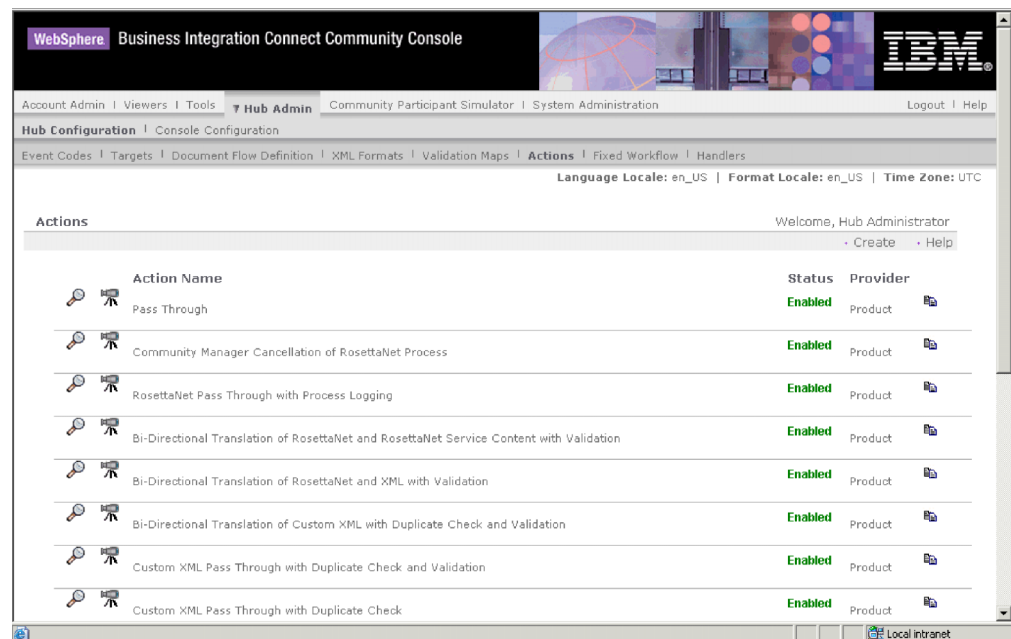 WebSphere. Business Integration Connect Community Console
IBM®
Account Admin | Viewers | Tools Hub Admin Community Participant Simulator | System Administration Logout | Help
Hub Configuration | Console Configuration
Event Codes | Targets | Document Flow Definition | XML Formats | Validation Maps | Actions | Fixed Workflow | Handlers
Language Locale: en_US | Format Locale: en_US | Time Zone: UTC
Actions Welcome, Hub Administrator
• Create • Help
Action Name Status Provider
Pass Through Enabled Product
Community Manager Cancellation of RosettaNet Process Enabled Product
RosettaNet Pass Through with Process Logging Enabled Product
Bi-Directional Translation of RosettaNet and RosettaNet Service Content with Validation Enabled Product
Bi-Directional Translation of RosettaNet and XML with Validation Enabled Product
Bi-Directional Translation of Custom XML with Duplicate Check and Validation Enabled Product
Custom XML Pass Through with Duplicate Check and Validation Enabled Product
Custom XML Pass Through with Duplicate Check Enabled Product
Local intranet